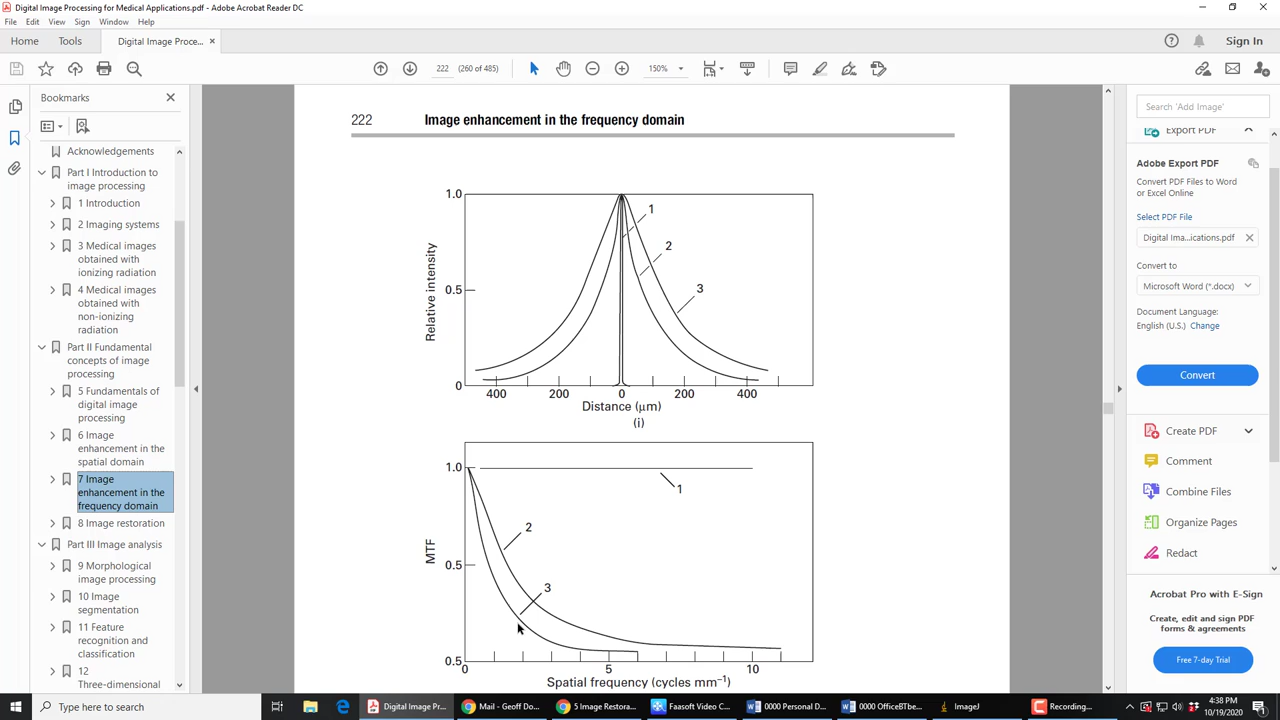 Digital Image Processing for Medical Applications.pdf - Adobe Acrobat Reader DC
File Edit View Sign Window Help
Home Tools Digital Image Proce... × Sign In
222 (260 of 485) 150%
Bookmarks
Acknowledgements
Part I Introduction to
image processing
1 Introduction
2 Imaging systems
3 Medical images
obtained with
ionizing radiation
4 Medical images
obtained with
non-ionizing
radiation
Part II Fundamental
concepts of image
processing
5 Fundamentals of
digital image
processing
6 Image
enhancement in the
spatial domain
7 Image
enhancement in the
frequency domain
8 Image restoration
Part III Image analysis
9 Morphological
image processing
10 Image
segmentation
11 Feature
recognition and
classification
12
Three-dimensional
222 Image enhancement in the frequency domain
1.0
0.5
0
Relative intensity
1
2
3
400 200 0 200 400
Distance (μm)
(i)
1.0
0.5
0.5
MTF
1
2
3
0 5 10
Spatial frequency (cycles mm⁻¹)
Search 'Add Image'
Export PDF
Adobe Export PDF
Convert PDF Files to Word
or Excel Online
Select PDF File
Digital Ima...ications.pdf
Convert to
Microsoft Word (*.docx)
Document Language:
English (U.S.) Change
Convert
Create PDF
Comment
Combine Files
Organize Pages
Redact
Acrobat Pro with E-Sign
Create, edit and sign PDF
forms & agreements
Free 7-day Trial
Type here to search
Digital Image Pr...
Mail - Geoff Do...
5 Image Restora...
Faasoft Video C...
0000 Personal D...
0000 OfficeBTbe...
ImageJ
Recording...
4:38 PM
10/19/2020